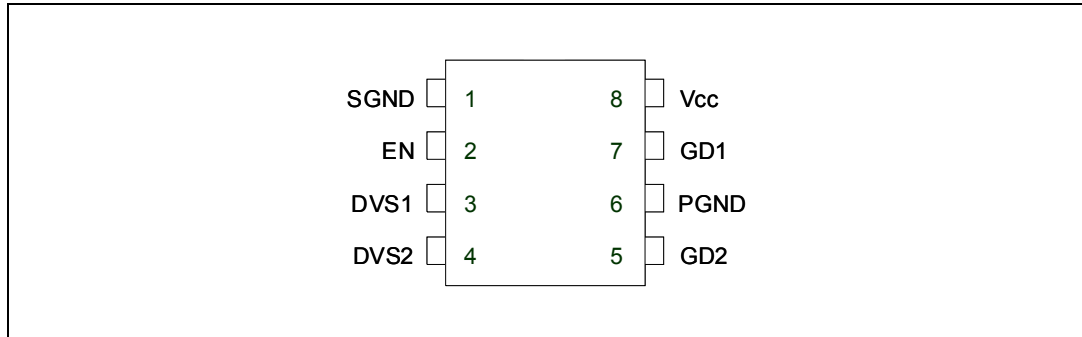 SGND 1 8 Vcc
EN 2 7 GD1
DVS1 3 6 PGND
DVS2 4 5 GD2